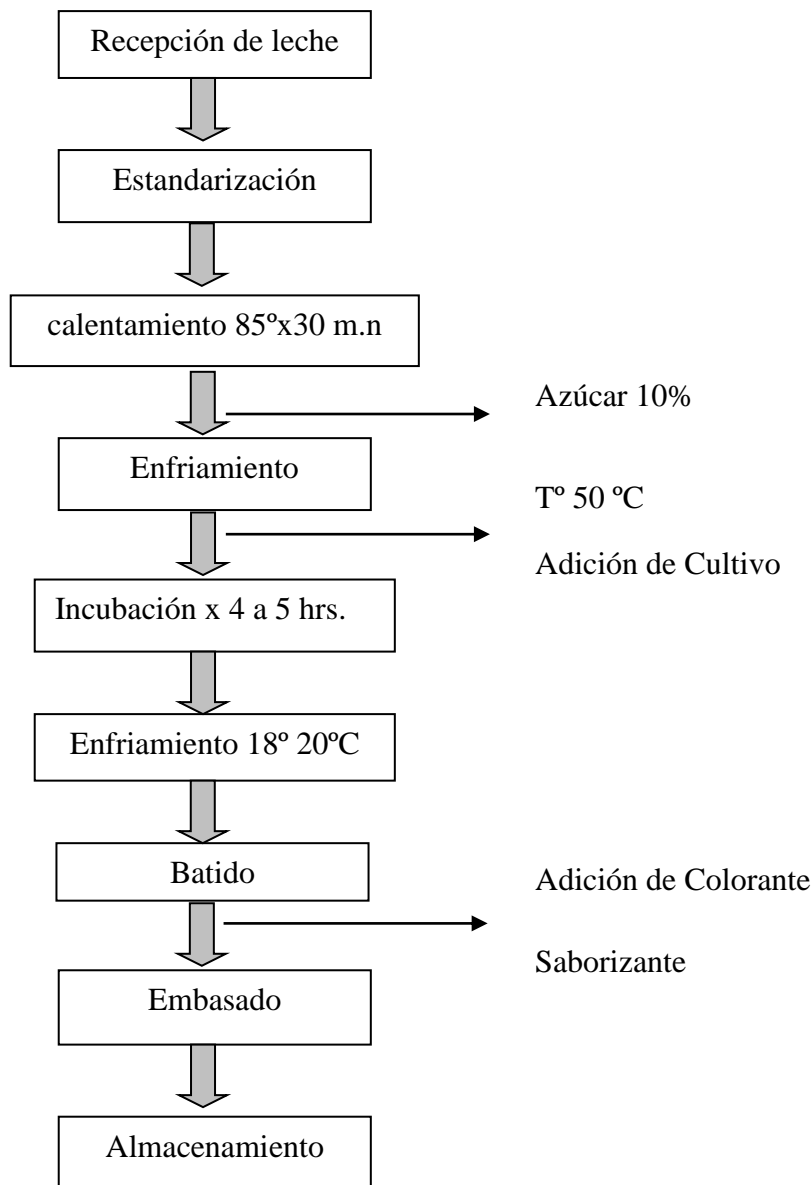 Recepción de leche
Estandarización
calentamiento 85ºx30 m.n
Azúcar 10%
Enfriamiento
Tº 50 ºC
Adición de Cultivo
Incubación x 4 a 5 hrs.
Enfriamiento 18º 20ºC
Batido
Adición de Colorante
Saborizante
Embasado
Almacenamiento